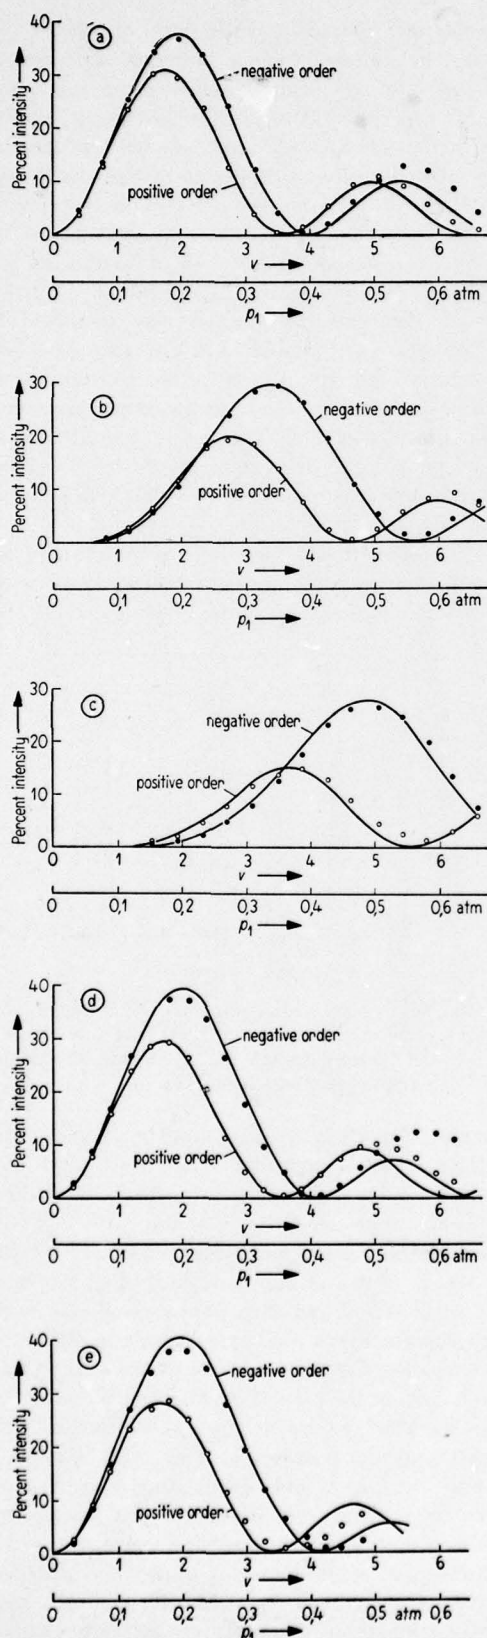 a
Percent intensity
40
30
20
10
0
negative order
positive order
1 2 3 4 5 6
v
0 0,1 0,2 0,3 0,4 0,5 0,6 atm
p1
b
Percent intensity
30
20
10
0
negative order
positive order
0 1 2 3 4 5 6
v
0 0,1 0,2 0,3 0,4 0,5 0,6 atm
p1
c
Percent intensity
30
20
10
0
negative order
positive order
0 1 2 3 4 5 6
v
0 0,1 0,2 0,3 0,4 0,5 0,6 atm
p1
d
Percent intensity
40
30
20
10
0
negative order
positive order
0 1 2 3 4 5 6
v
0 0,1 0,2 0,3 0,4 0,5 0,6 atm
p1
e
Percent intensity
40
30
20
10
0
negative order
positive order
0 1 2 3 4 5 6
v
0 0,1 0,2 0,3 0,4 0,5 atm 0,6
p1